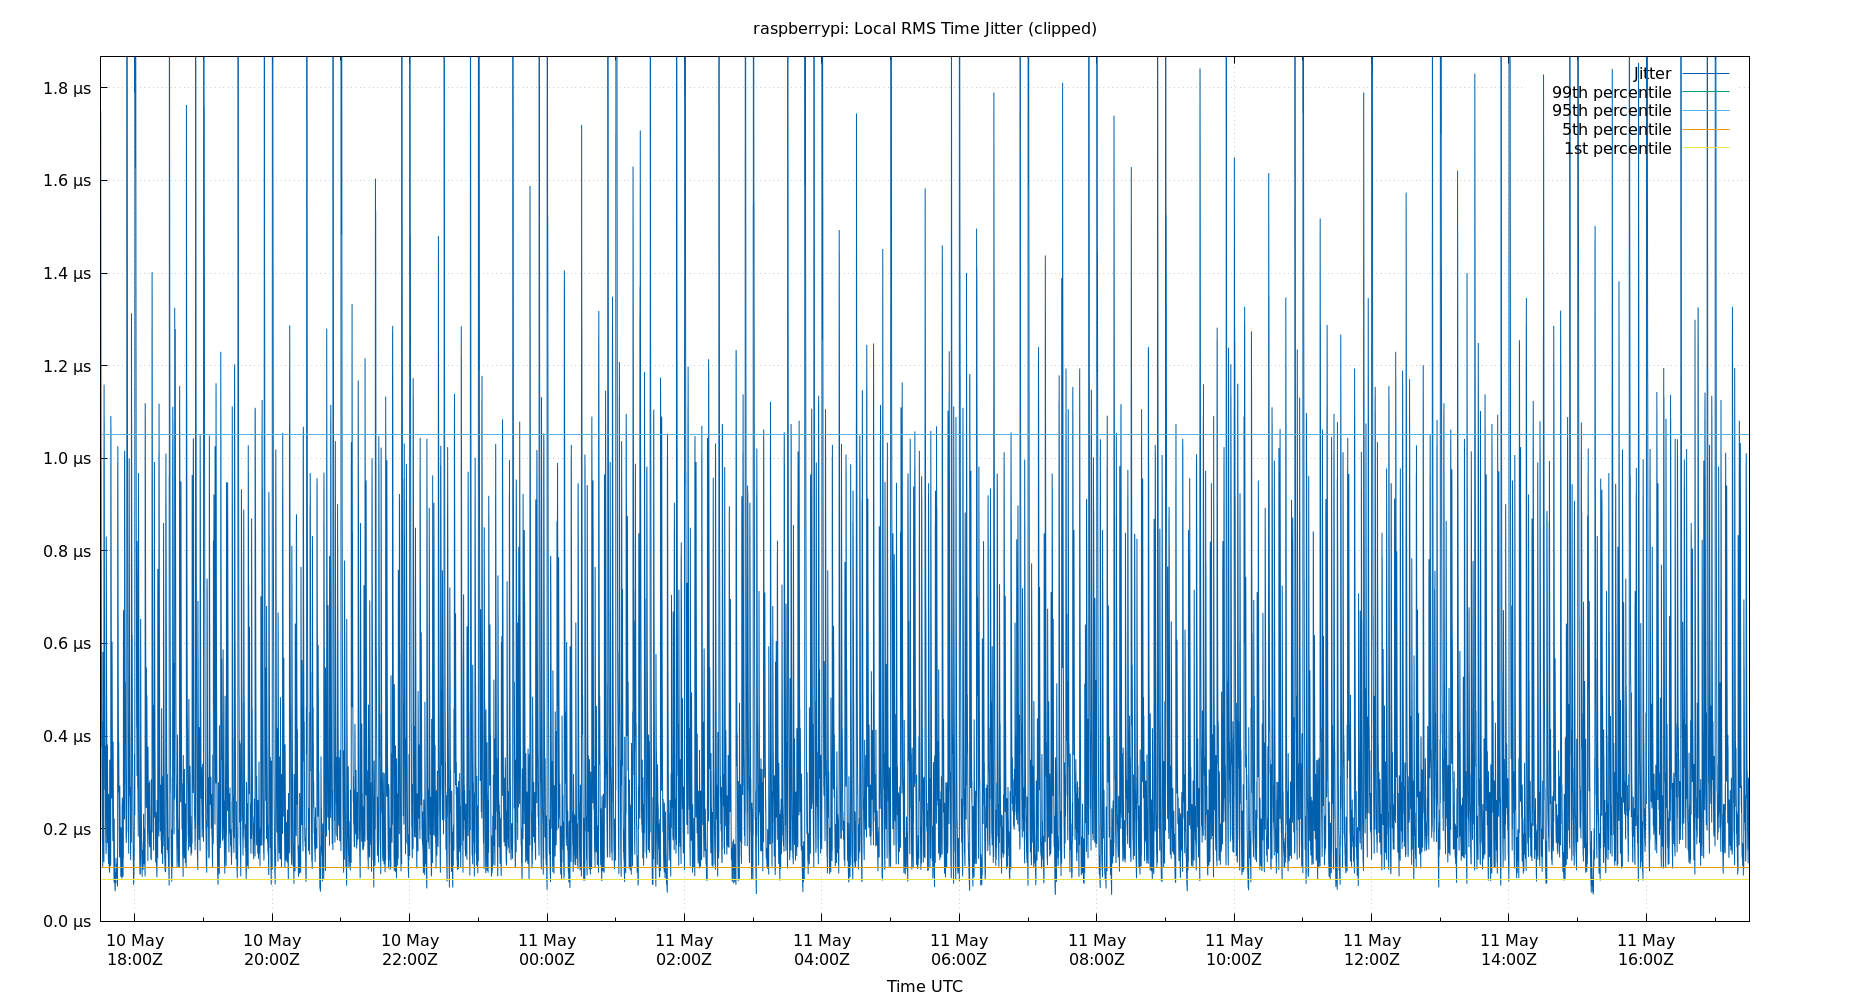 raspberrypi: Local RMS Time Jitter (clipped)
Jitter
99th percentile
95th percentile
5th percentile
1st percentile
1.8 µs
1.6 µs
1.4 µs
1.2 µs
1.0 µs
0.8 µs
0.6 µs
0.4 µs
0.2 µs
0.0 µs
10 May 10 May 10 May 11 May 11 May 11 May 11 May 11 May 11 May 11 May 11 May 11 May
18:00Z 20:00Z 22:00Z 00:00Z 02:00Z 04:00Z 06:00Z 08:00Z 10:00Z 12:00Z 14:00Z 16:00Z
Time UTC